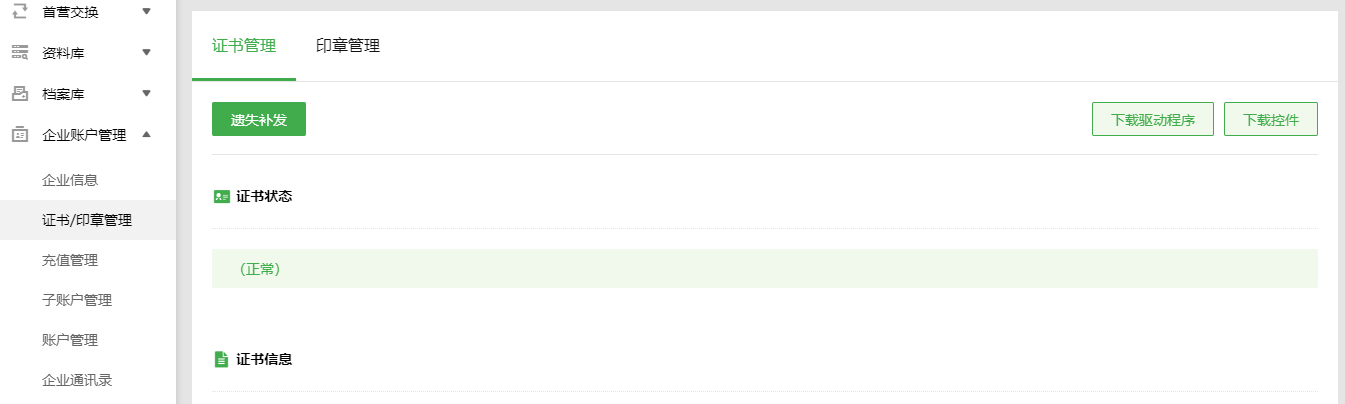 首营交换
资料库
档案库
企业账户管理
企业信息
证书/印章管理
充值管理
子账户管理
账户管理
企业通讯录
证书管理
印章管理
遗失补发
下载驱动程序
下载控件
证书状态
（正常）
证书信息